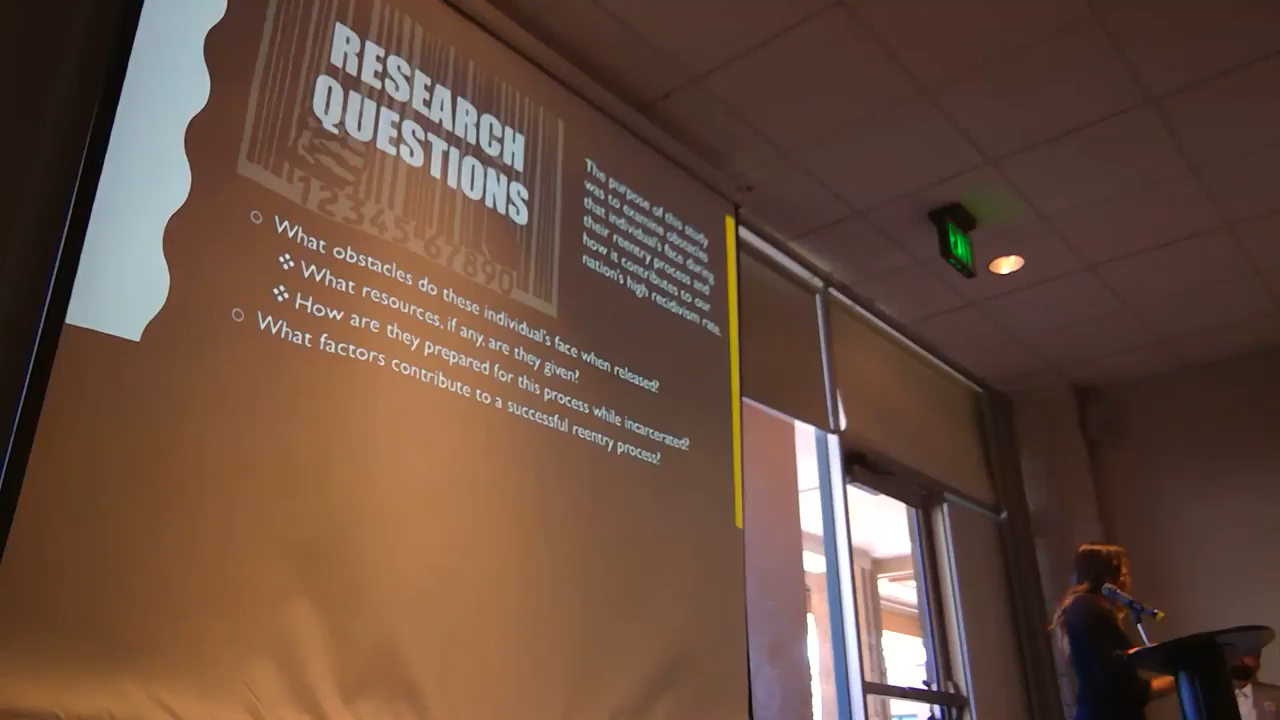 RESEARCH
QUESTIONS
1234567890
The purpose of this study
was to examine obstacles
that individual's face during
their reentry process and
how it contributes to our
nation's high recidivism rate.
What obstacles do these individual's face when released?
What resources, if any, are they given?
How are they prepared for this process while incarcerated?
What factors contribute to a successful reentry process?
EXIT